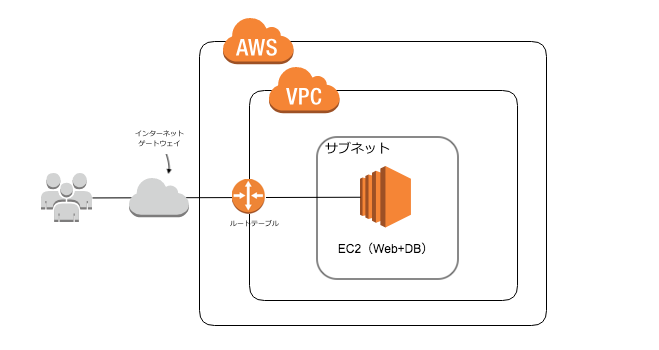 AWS
VPC
インターネット
ゲートウェイ
サブネット
ルートテーブル
EC2（Web+DB）